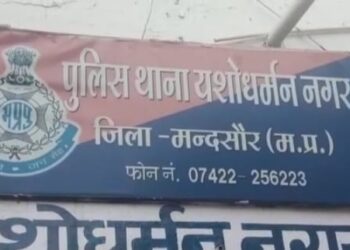 पुलिस थाना यशोधर्मन नगर
जिला - मन्दसौर (म.प्र.)
फोन नं. 07422 - 256223